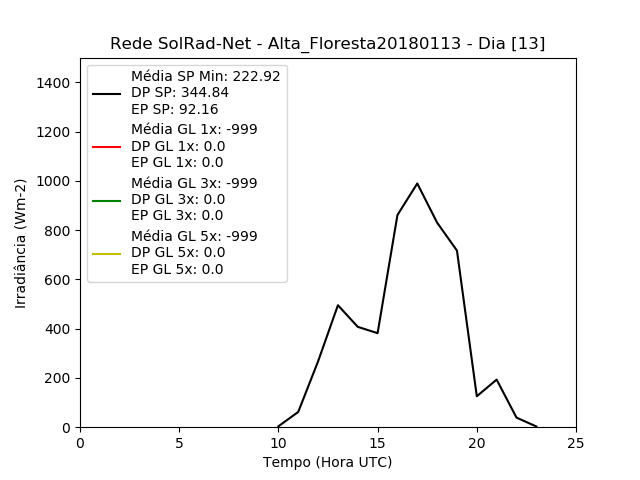 Rede SolRad-Net - Alta_Floresta20180113 - Dia [13]
Média SP Min: 222.92
DP SP: 344.84
EP SP: 92.16
Média GL 1x: -999
DP GL 1x: 0.0
EP GL 1x: 0.0
Média GL 3x: -999
DP GL 3x: 0.0
EP GL 3x: 0.0
Média GL 5x: -999
DP GL 5x: 0.0
EP GL 5x: 0.0
Irradiância (Wm-2)
1400
1200
1000
800
600
400
200
0
0 5 10 15 20 25
Tempo (Hora UTC)